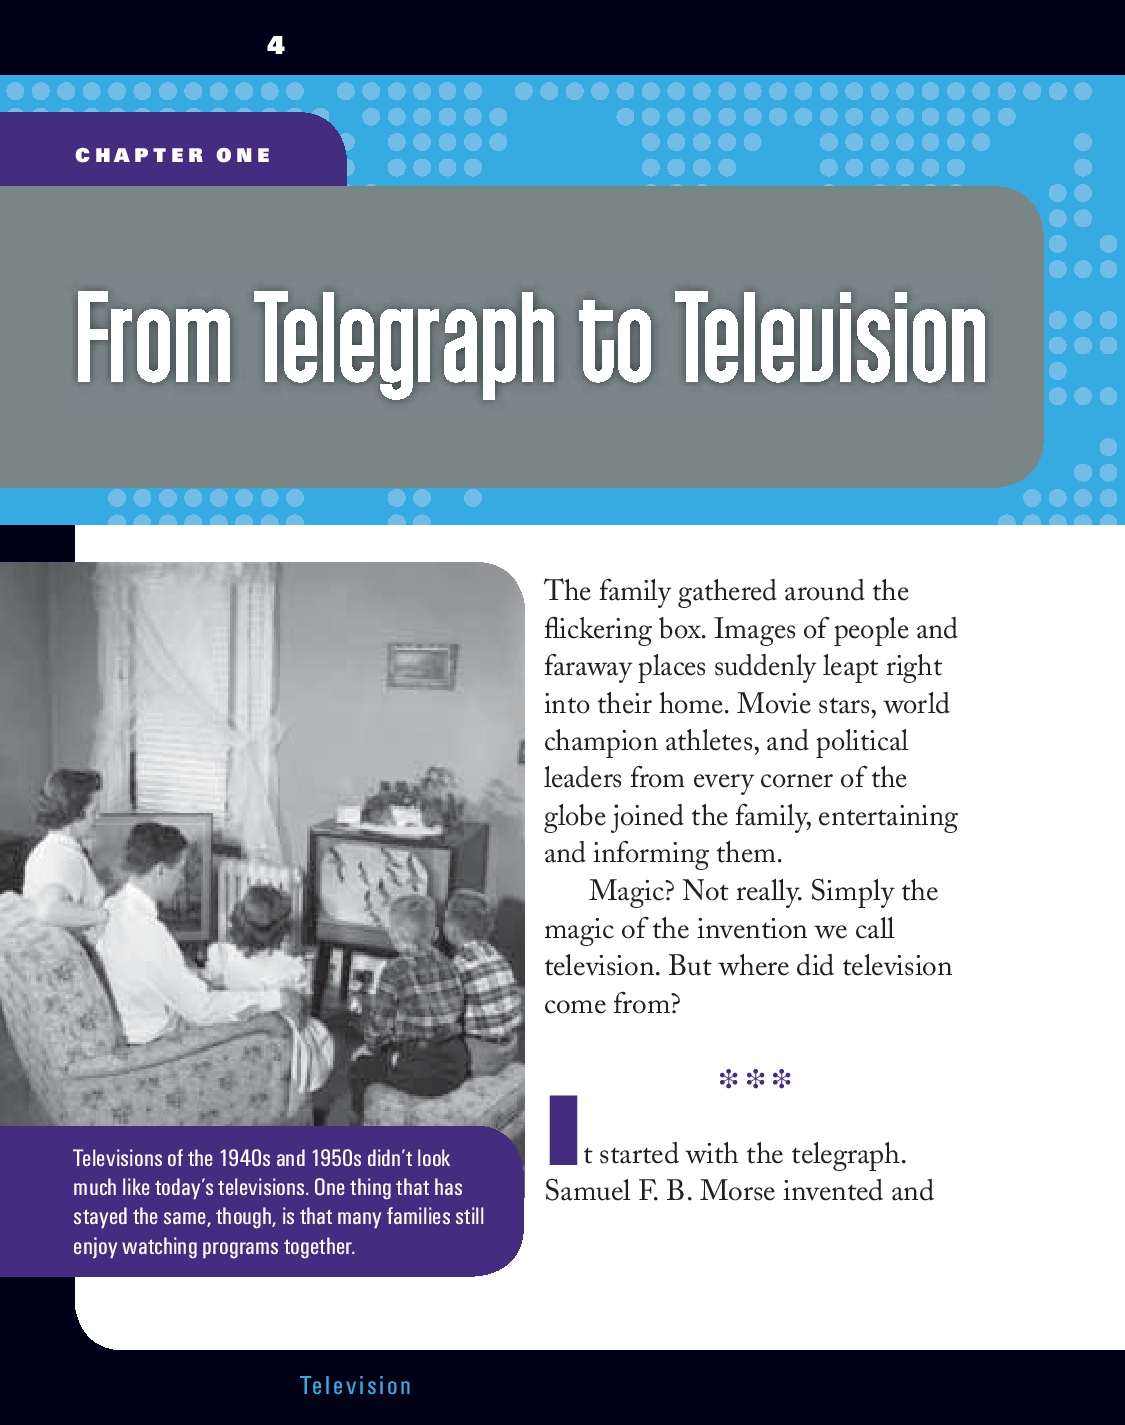 4
CHAPTER ONE
From Telegraph to Television
The family gathered around the
flickering box. Images of people and
faraway places suddenly leapt right
into their home. Movie stars, world
champion athletes, and political
leaders from every corner of the
globe joined the family, entertaining
and informing them.
Magic? Not really. Simply the
magic of the invention we call
television. But where did television
come from?
***
It started with the telegraph.
Samuel F. B. Morse invented and
Televisions of the 1940s and 1950s didn't look
much like today's televisions. One thing that has
stayed the same, though, is that many families still
enjoy watching programs together.
Television